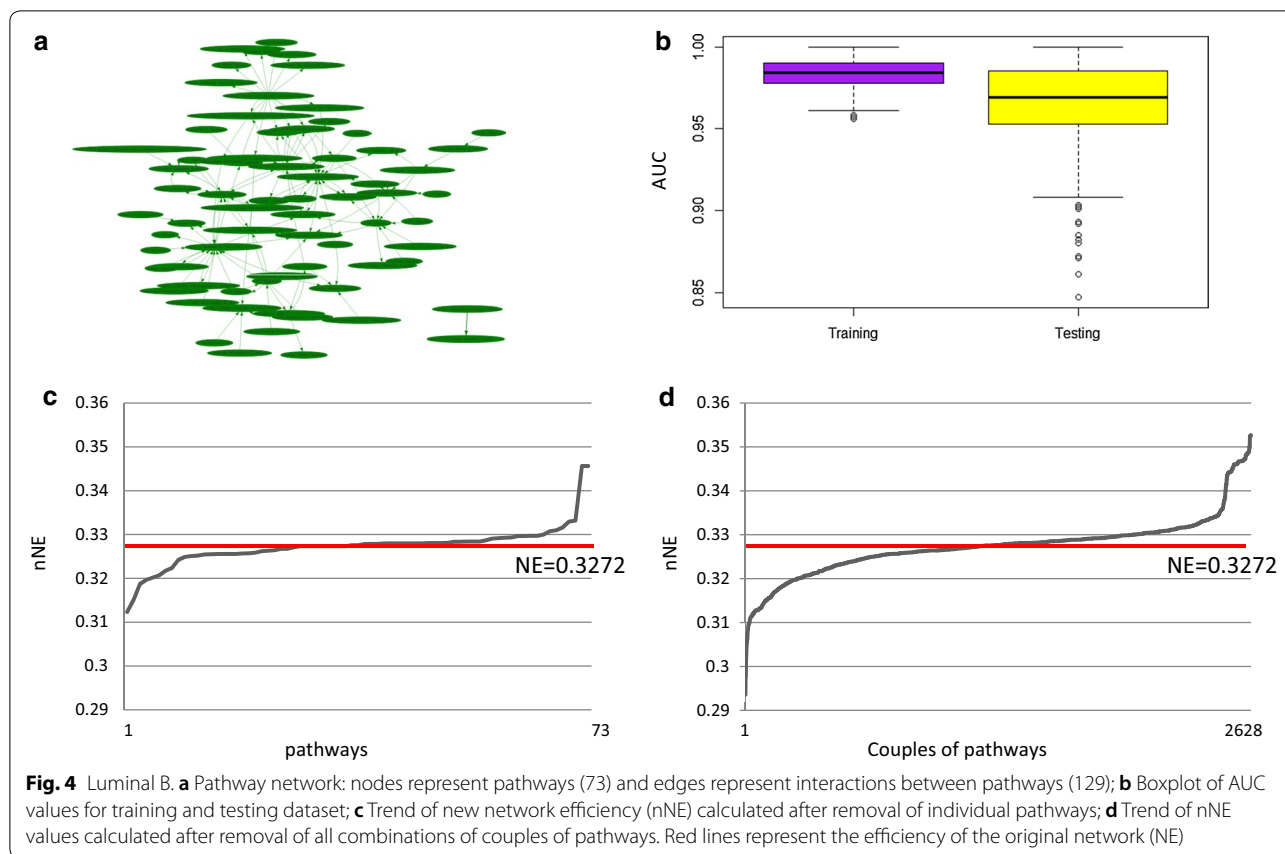 a
b
1.00
0.95
0.90
0.85
AUC
Training
Testing
c
0.36
0.35
0.34
0.33
0.32
0.31
0.3
0.29
nNE
NE=0.3272
1
73
pathways
d
0.36
0.35
0.34
0.33
0.32
0.31
0.3
0.29
nNE
NE=0.3272
1
2628
Couples of pathways
Fig. 4 Luminal B. a Pathway network: nodes represent pathways (73) and edges represent interactions between pathways (129); b Boxplot of AUC
values for training and testing dataset; c Trend of new network efficiency (nNE) calculated after removal of individual pathways; d Trend of nNE
values calculated after removal of all combinations of couples of pathways. Red lines represent the efficiency of the original network (NE)